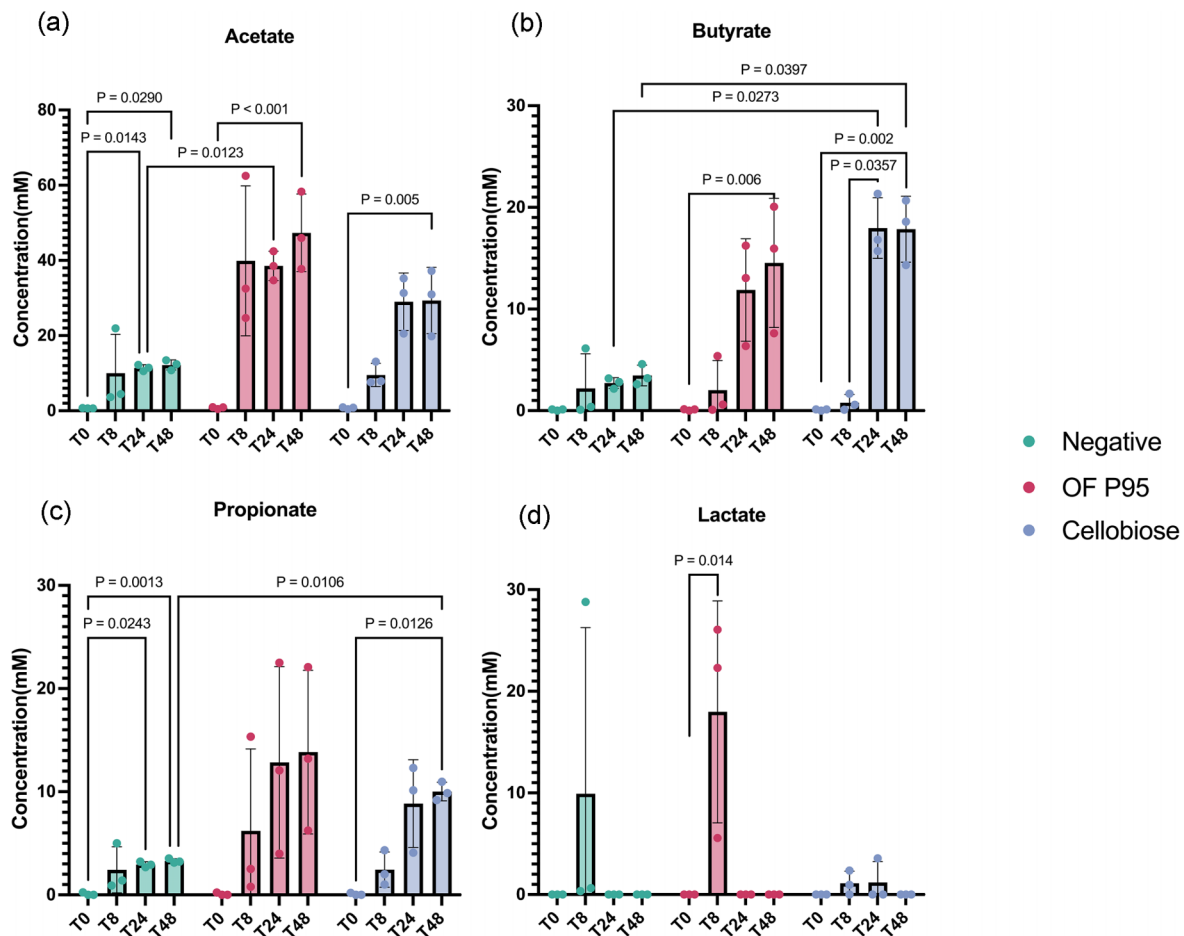 (a)
Acetate
P = 0.0290
P < 0.001
P = 0.0143
P = 0.0123
P = 0.005
Concentration(mM)
80
60
40
20
0
T0 T8 T24 T48 T0 T8 T24 T48 T0 T8 T24 T48
(b)
Butyrate
P = 0.0397
P = 0.0273
P = 0.002
P = 0.0357
P = 0.006
Concentration(mM)
30
20
10
0
T0 T8 T24 T48 T0 T8 T24 T48 T0 T8 T24 T48
Negative
OF P95
Cellobiose
(c)
Propionate
P = 0.0013
P = 0.0106
P = 0.0243
P = 0.0126
Concentration(mM)
30
20
10
0
T0 T8 T24 T48 T0 T8 T24 T48 T0 T8 T24 T48
(d)
Lactate
P = 0.014
Concentration(mM)
30
20
10
0
T0 T8 T24 T48 T0 T8 T24 T48 T0 T8 T24 T48